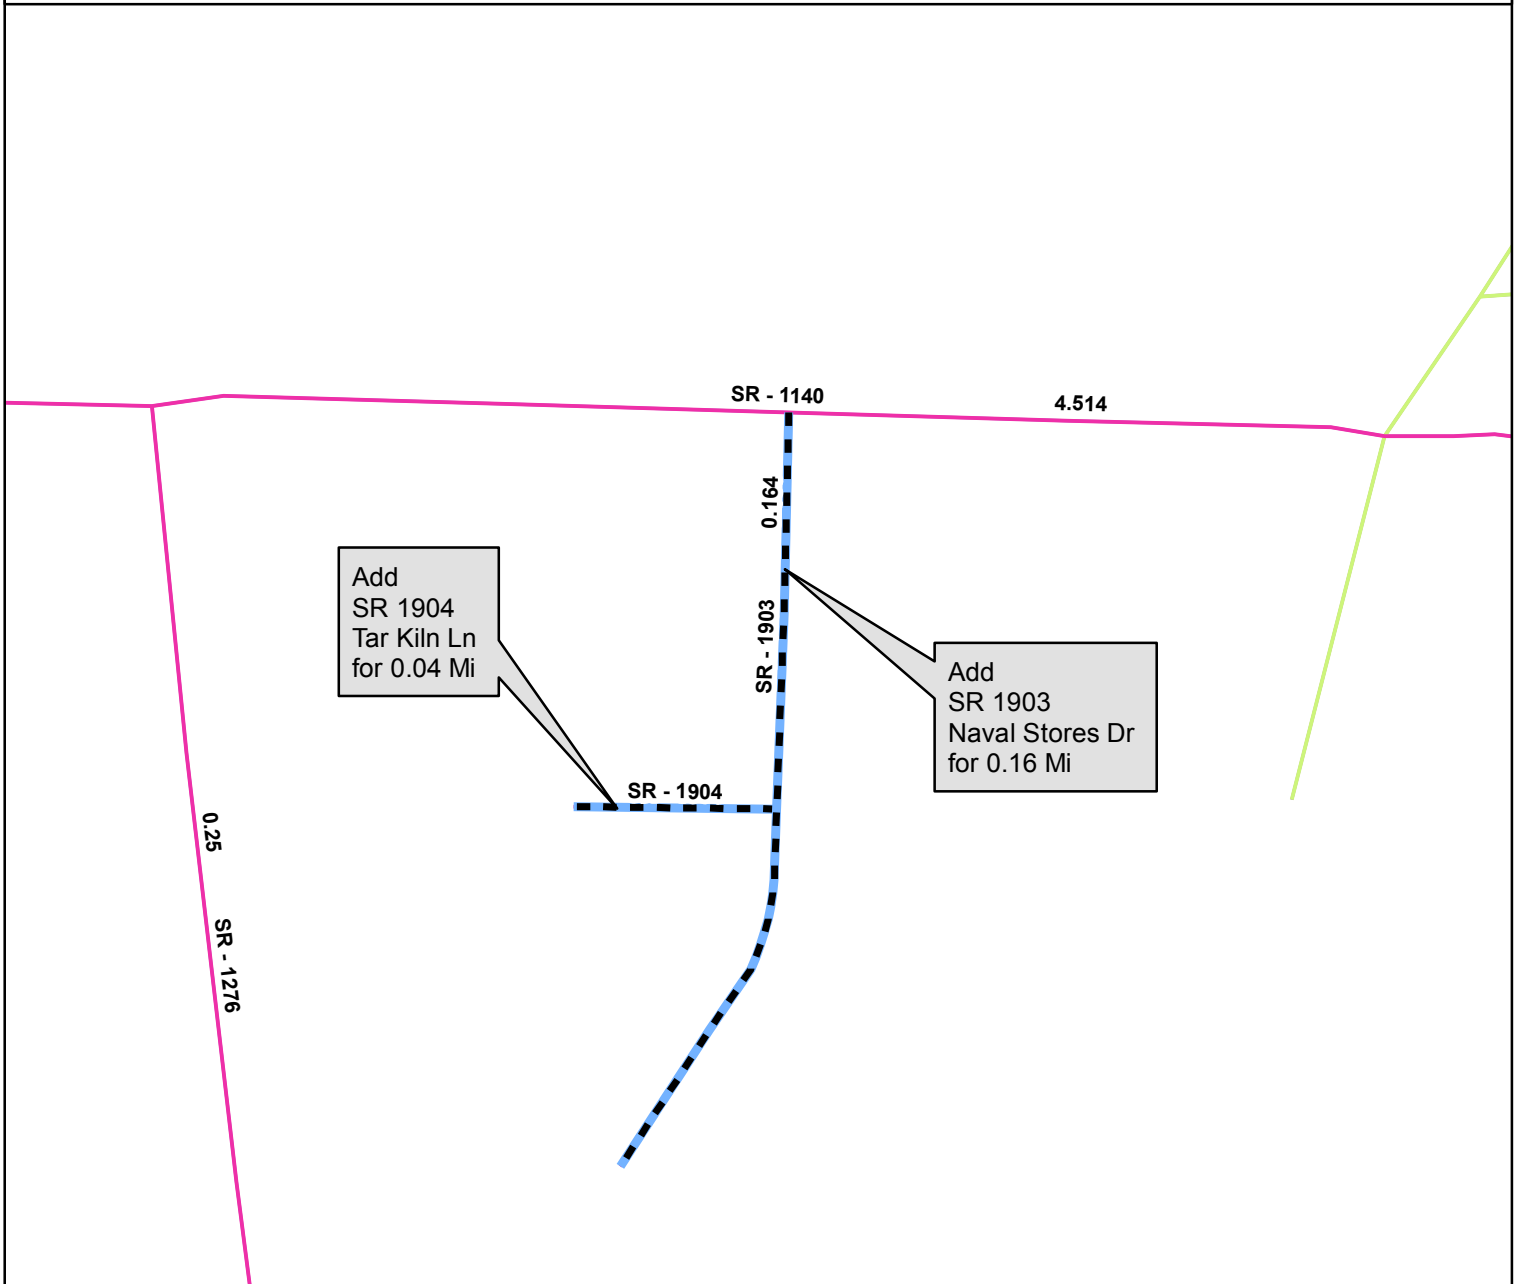 SR - 1140
4.514
0.164
Add
SR 1904
Tar Kiln Ln
for 0.04 Mi
SR - 1903
Add
SR 1903
Naval Stores Dr
for 0.16 Mi
SR - 1904
0.25
SR - 1276